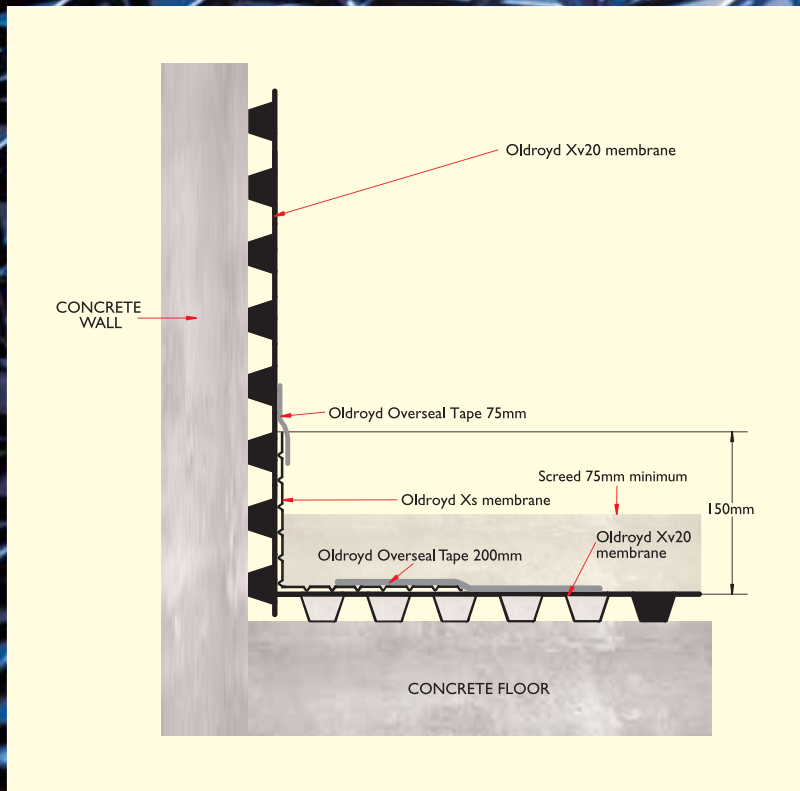 Oldroyd Xv20 membrane
CONCRETE
WALL
Oldroyd Overseal Tape 75mm
Screed 75mm minimum
Oldroyd Xs membrane
150mm
Oldroyd Xv20
membrane
Oldroyd Overseal Tape 200mm
CONCRETE FLOOR